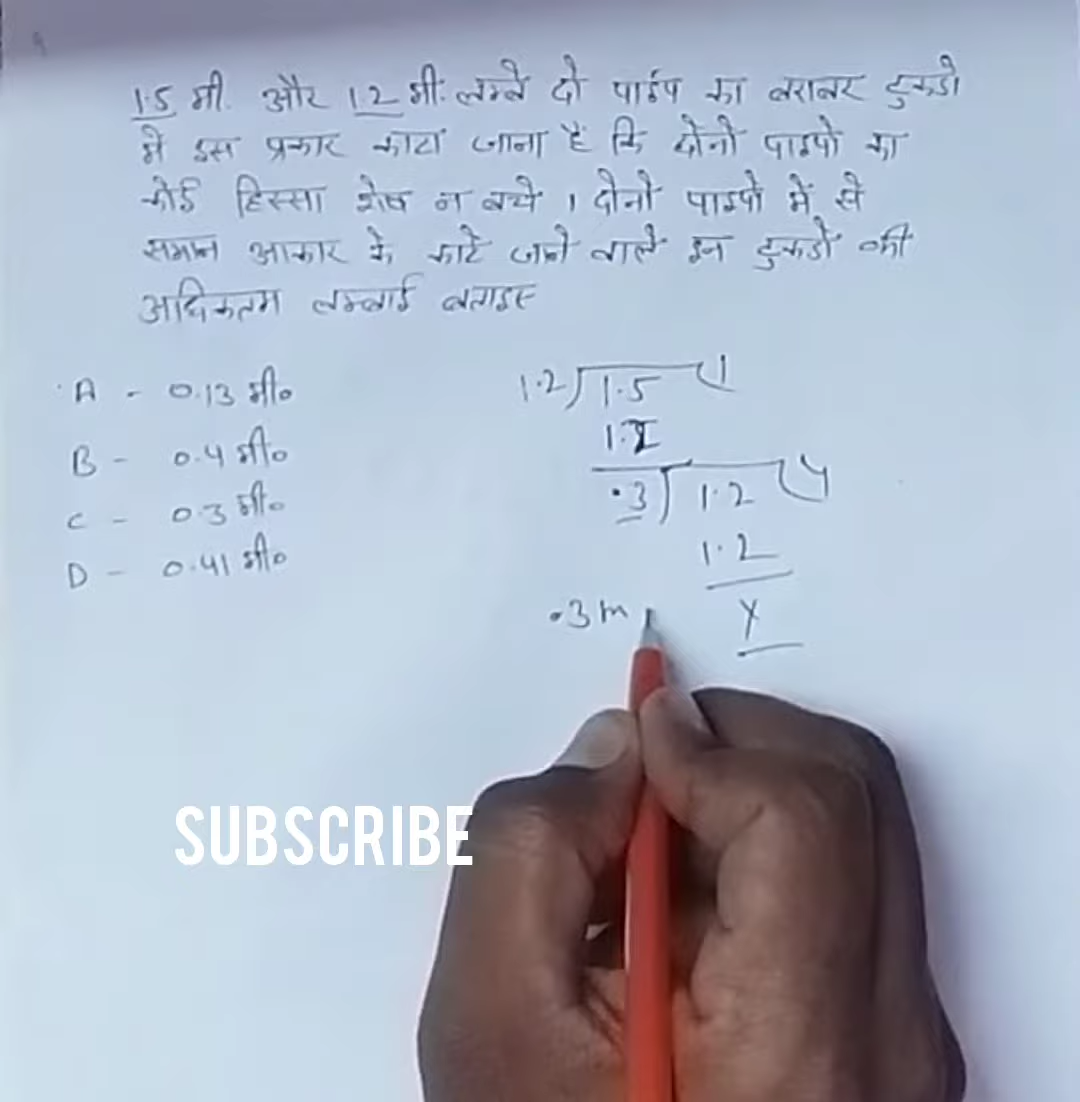 1.5 मी. और 1.2 मी. लम्बे दो पाईप का बराबर टुकडो
मे इस प्रकार काटा जाना है कि दोनो पाइपो का
कोई हिस्सा शेष न बचे । दोनो पाइपो में से
समान आकार के काटे जाने वाले इन टुकडों की
अधिकतम लम्बाई बताइए
A - 0.13 मी०
B - 0.4 मी०
C - 0.3 मी०
D - 0.41 मी०
1.2) 1.5 (1
1.2
.3) 1.2 (4
1.2
x
.3 m
SUBSCRIBE